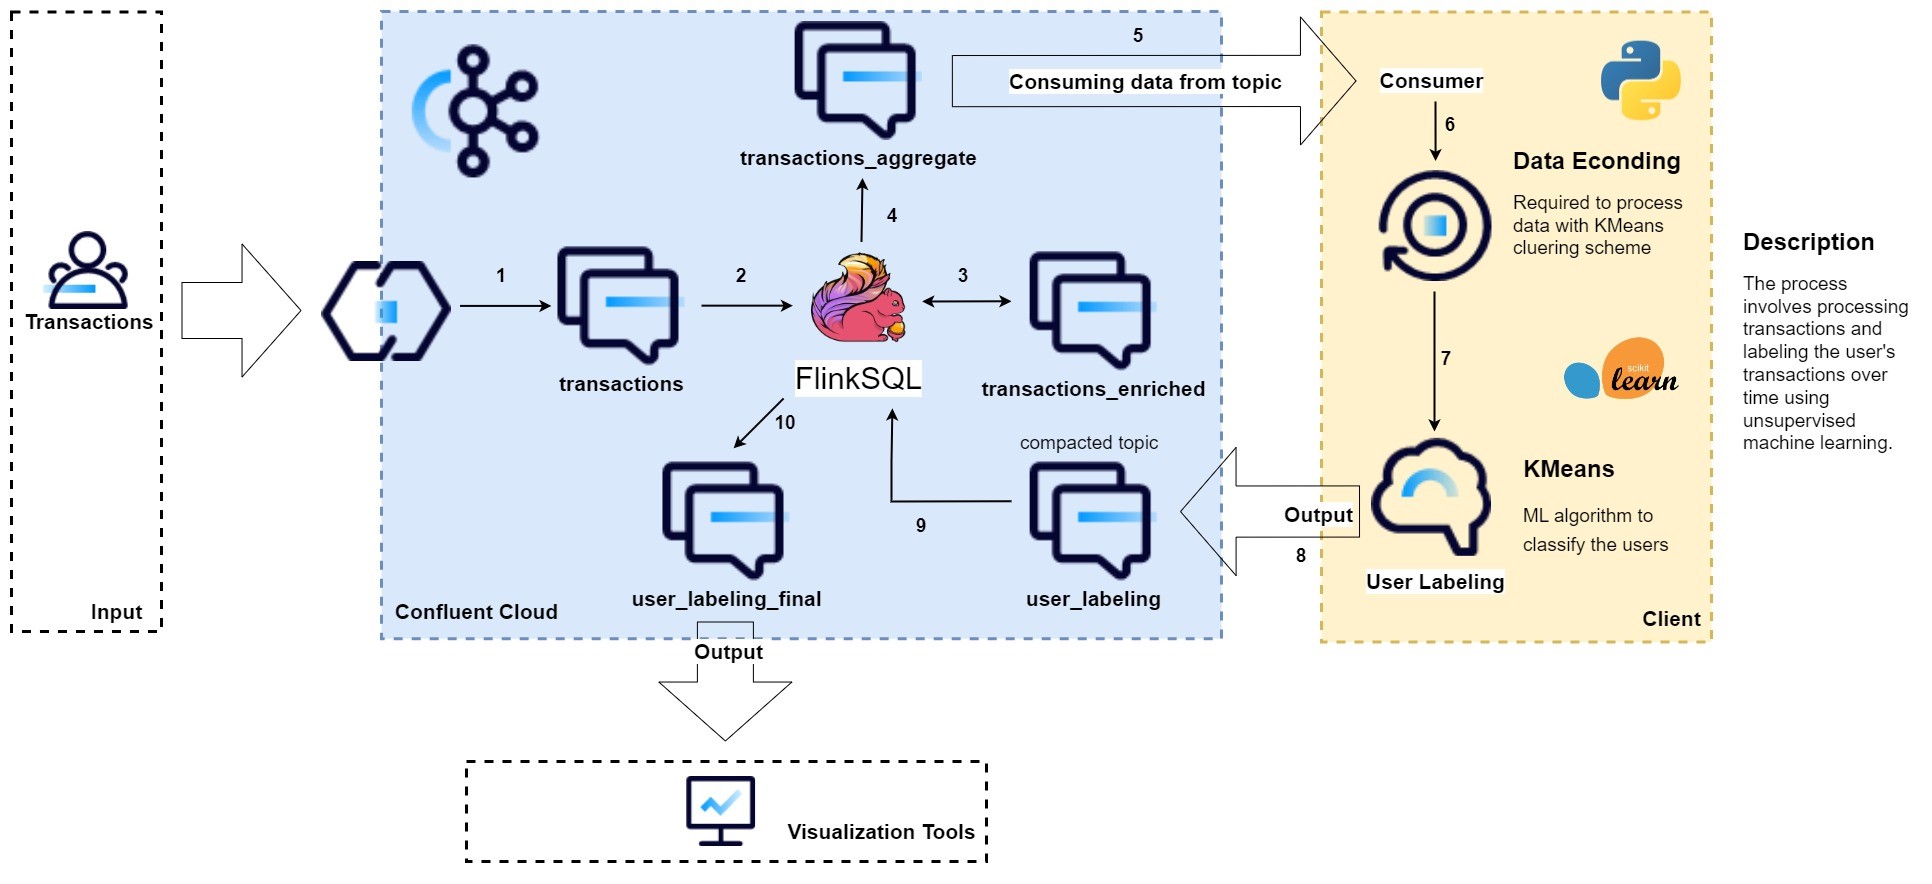 Transactions
Input
1
transactions
2
FlinkSQL
3
transactions_enriched
4
transactions_aggregate
5
Consuming data from topic
Consumer
6
Data Econding
Required to process
data with KMeans
cluering scheme
7
scikit
learn
KMeans
ML algorithm to
classify the users
User Labeling
Client
Output
8
compacted topic
user_labeling
9
10
user_labeling_final
Confluent Cloud
Output
Visualization Tools
Description
The process
involves processing
transactions and
labeling the user's
transactions over
time using
unsupervised
machine learning.